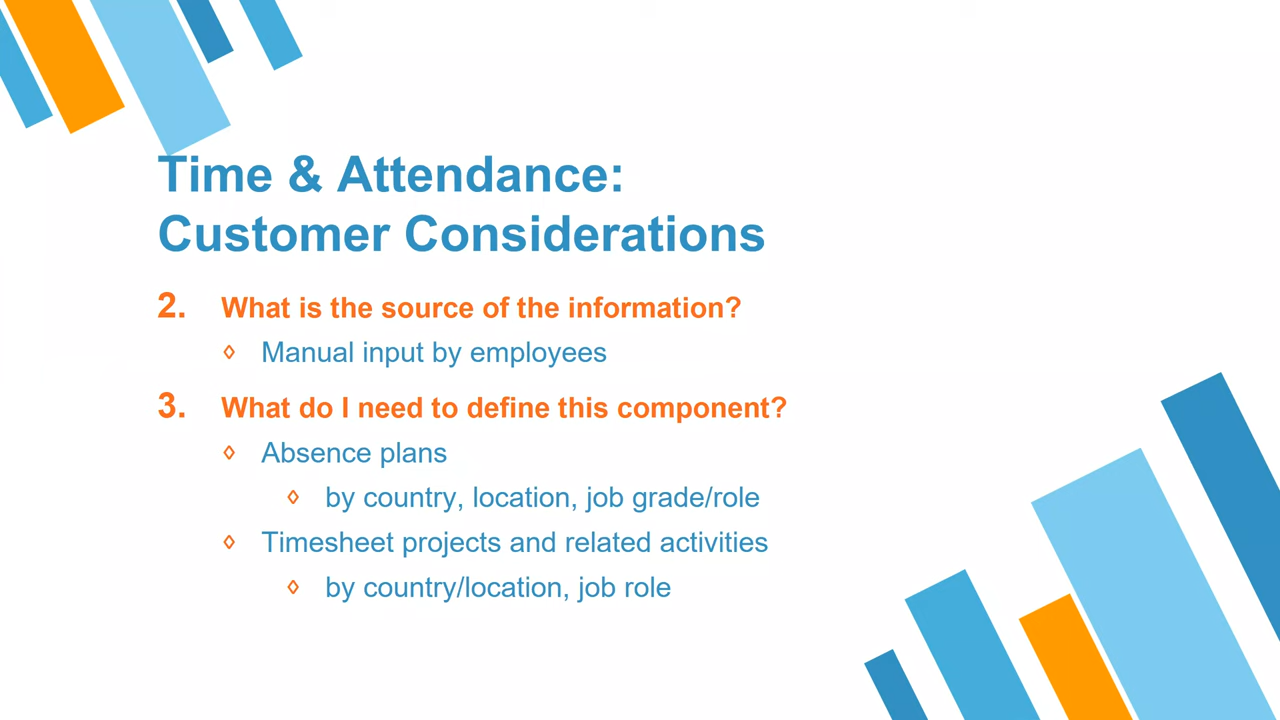 Time & Attendance:
Customer Considerations
2. What is the source of the information?
◊ Manual input by employees
3. What do I need to define this component?
◊ Absence plans
◊ by country, location, job grade/role
◊ Timesheet projects and related activities
◊ by country/location, job role